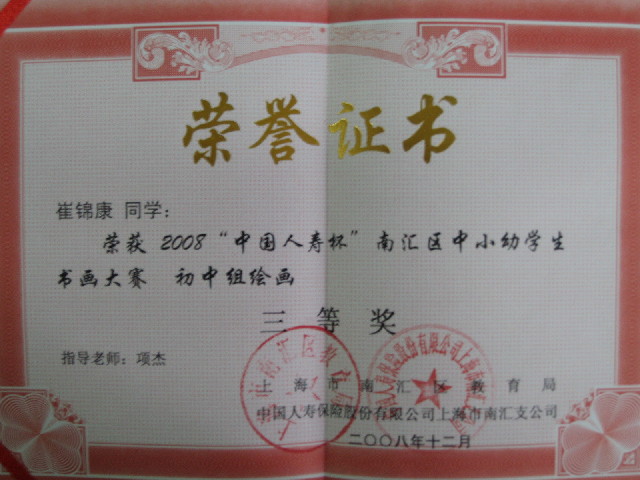 荣誉证书
崔锦康 同学：
荣获 2008“中国人寿杯”南汇区中小幼学生
书画大赛 初中组绘画
三等奖
指导老师：项杰
上海市南汇区教育局
中国人寿保险股份有限公司上海市南汇支公司
二〇〇八年十二月